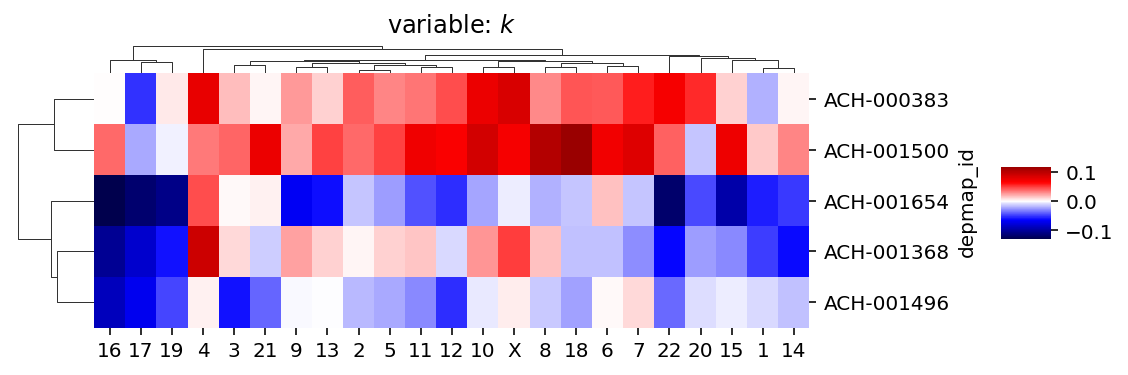 variable: k
ACH-000383
ACH-001500
ACH-001654
ACH-001368
ACH-001496
depmap_id
0.1
0.0
−0.1
16 17 19 4 3 21 9 13 2 5 11 12 10 X 8 18 6 7 22 20 15 1 14